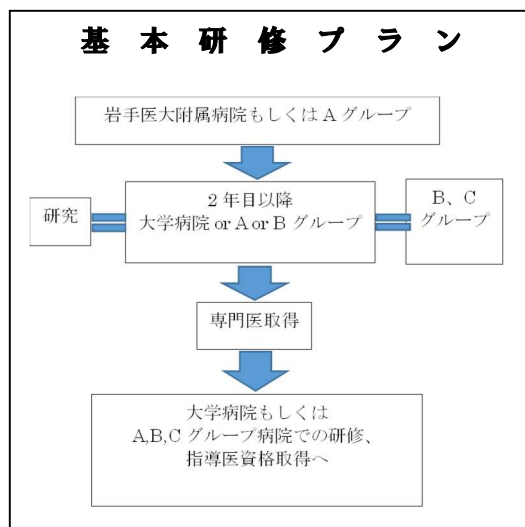 基本研修プラン
岩手医大附属病院もしくは A グループ
研究
2 年目以降
大学病院 or A or B グループ
B、C
グループ
専門医取得
大学病院もしくは
A,B,C グループ病院での研修、
指導医資格取得へ